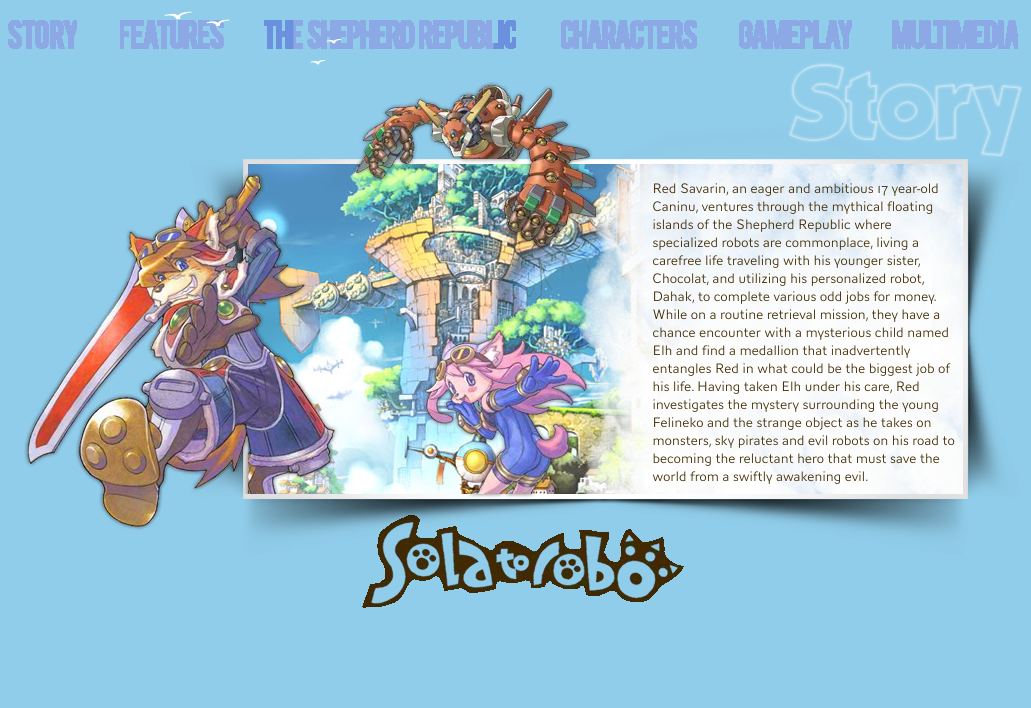 STORY FEATURES THE SHEPHERD REPUBLIC CHARACTERS GAMEPLAY MULTIMEDIA
Story
Red Savarin, an eager and ambitious 17 year-old
Caninu, ventures through the mythical floating
islands of the Shepherd Republic where
specialized robots are commonplace, living a
carefree life traveling with his younger sister,
Chocolat, and utilizing his personalized robot,
Dahak, to complete various odd jobs for money.
While on a routine retrieval mission, they have a
chance encounter with a mysterious child named
Elh and find a medallion that inadvertently
entangles Red in what could be the biggest job of
his life. Having taken Elh under his care, Red
investigates the mystery surrounding the young
Felineko and the strange object as he takes on
monsters, sky pirates and evil robots on his road to
becoming the reluctant hero that must save the
world from a swiftly awakening evil.
Solatorobo